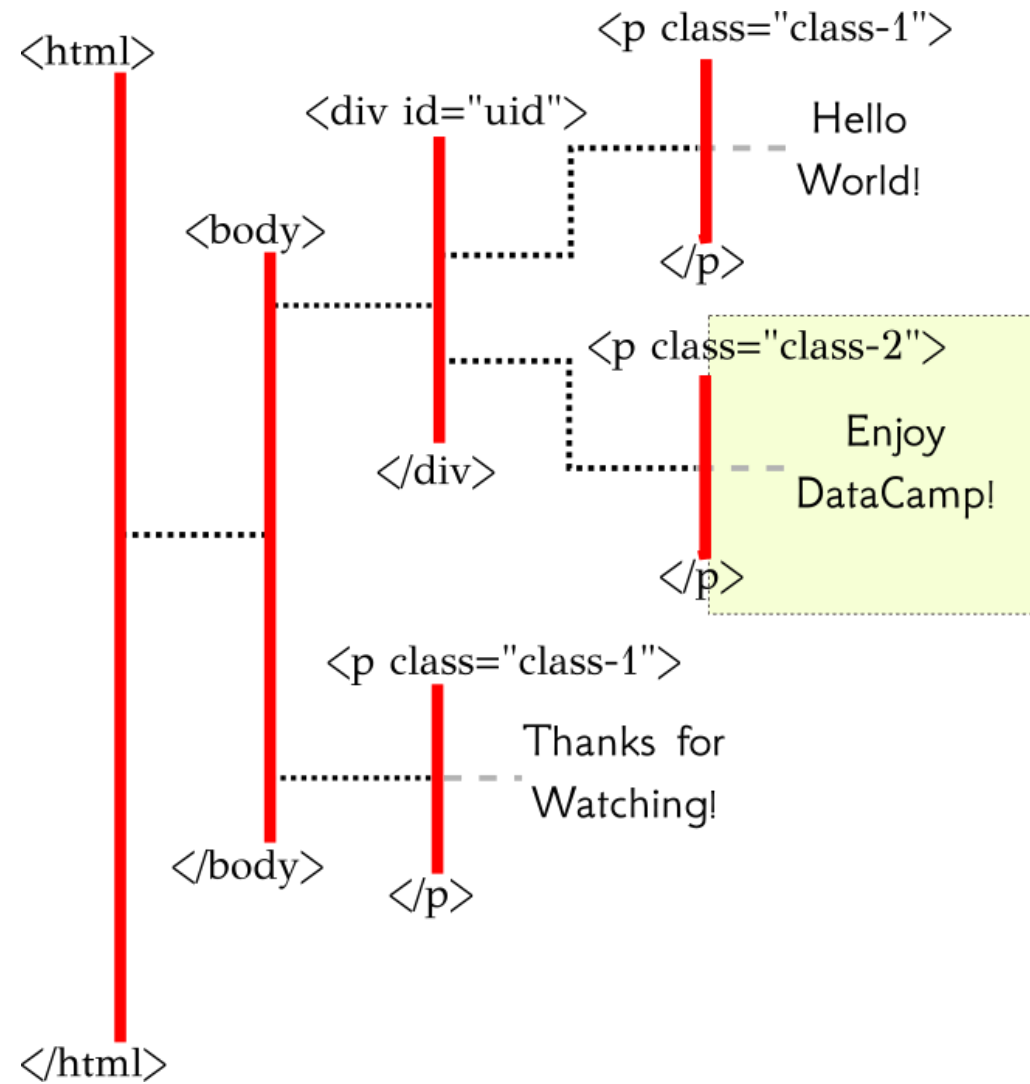 <html>
<body>
<div id="uid">
<p class="class-1">
Hello
World!
</p>
<p class="class-2">
Enjoy
DataCamp!
</p>
</div>
<p class="class-1">
Thanks for
Watching!
</p>
</body>
</html>